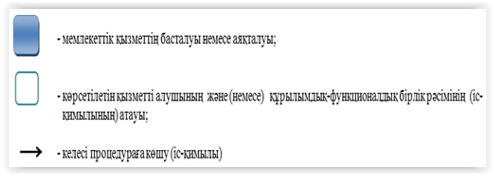 - мемлекеттік қызметтің басталуы немесе аяқталуы;
- көрсетілетін қызметті алушының және (немесе) құрылымдық-функционалдық бірлік рәсімінің (іс-
қимылының) атауы;
- келесі процедураға көшу (іс-қимылы)